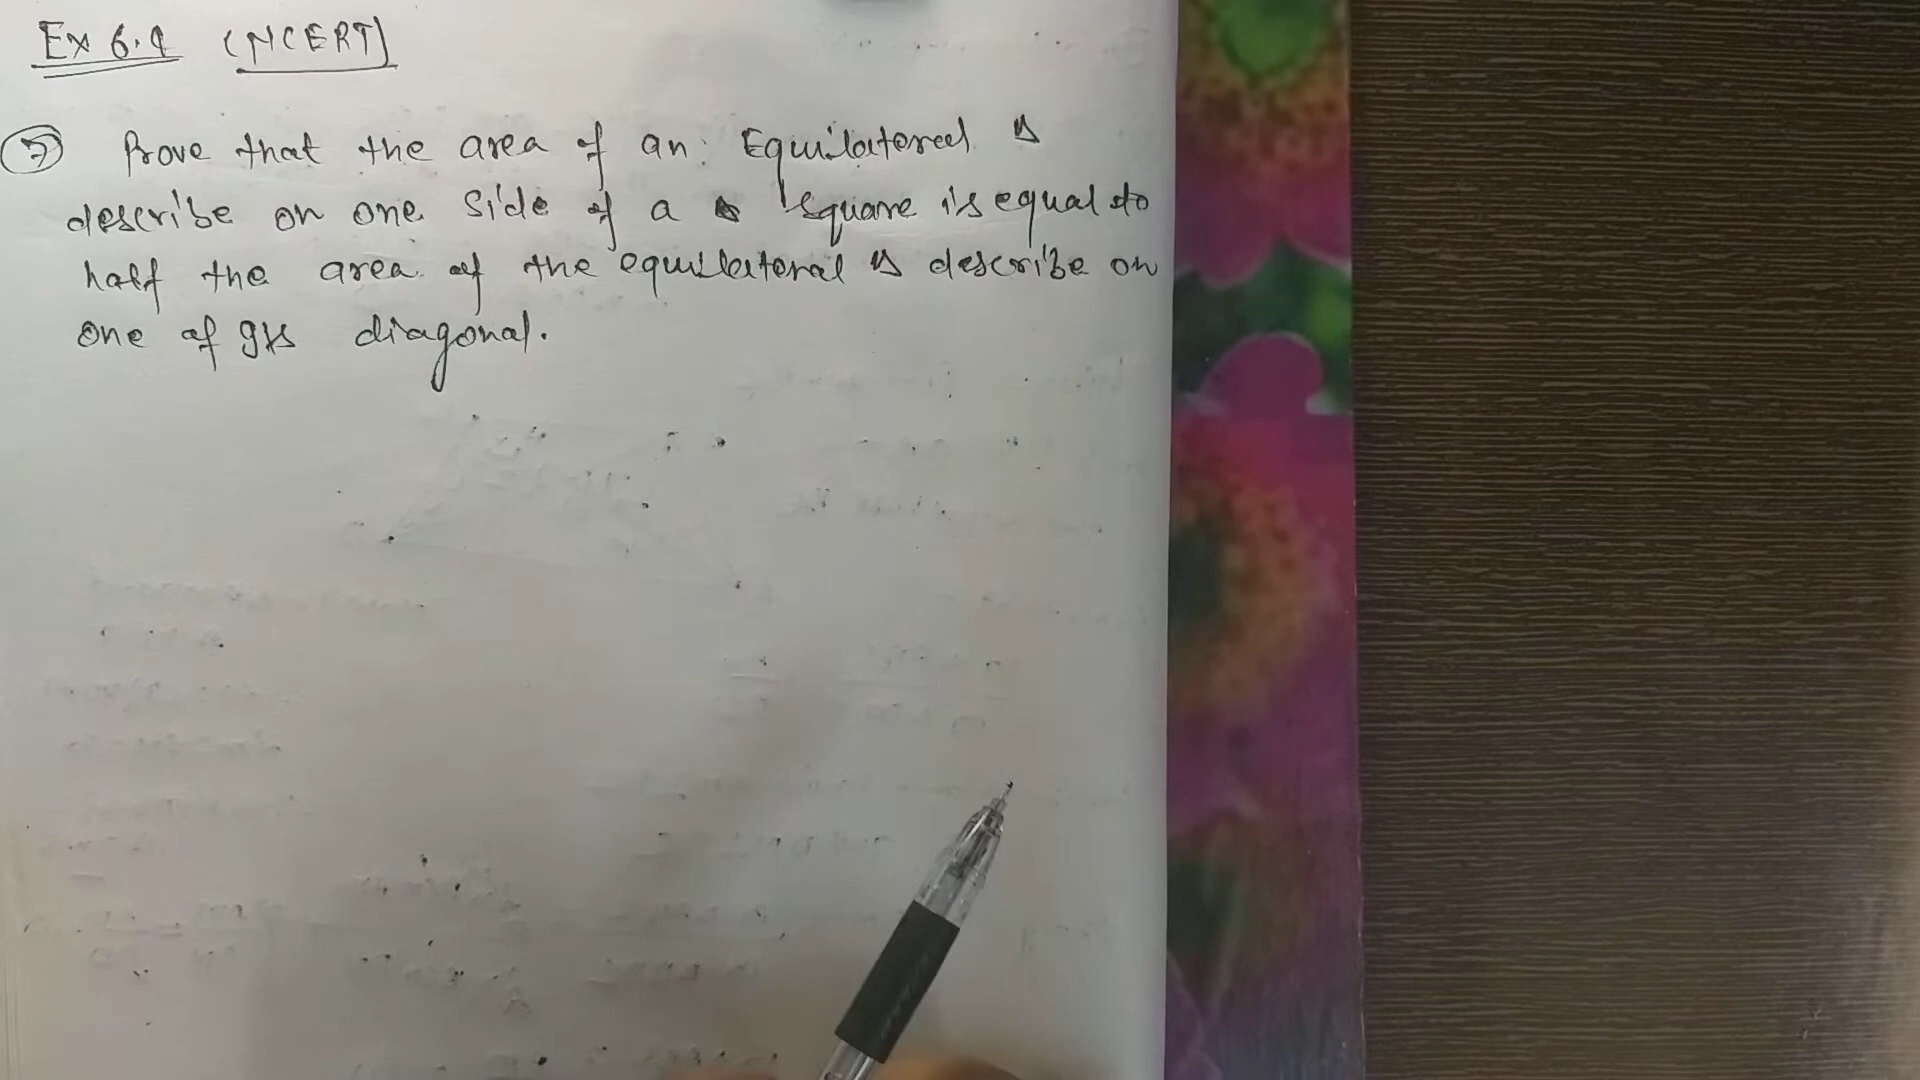 Ex 6.4 (NCERT)
7 Prove that the area of an Equilateral Δ
describe on one side of a square is equal to
half the area of the equilateral Δ describe on
one of its diagonal.